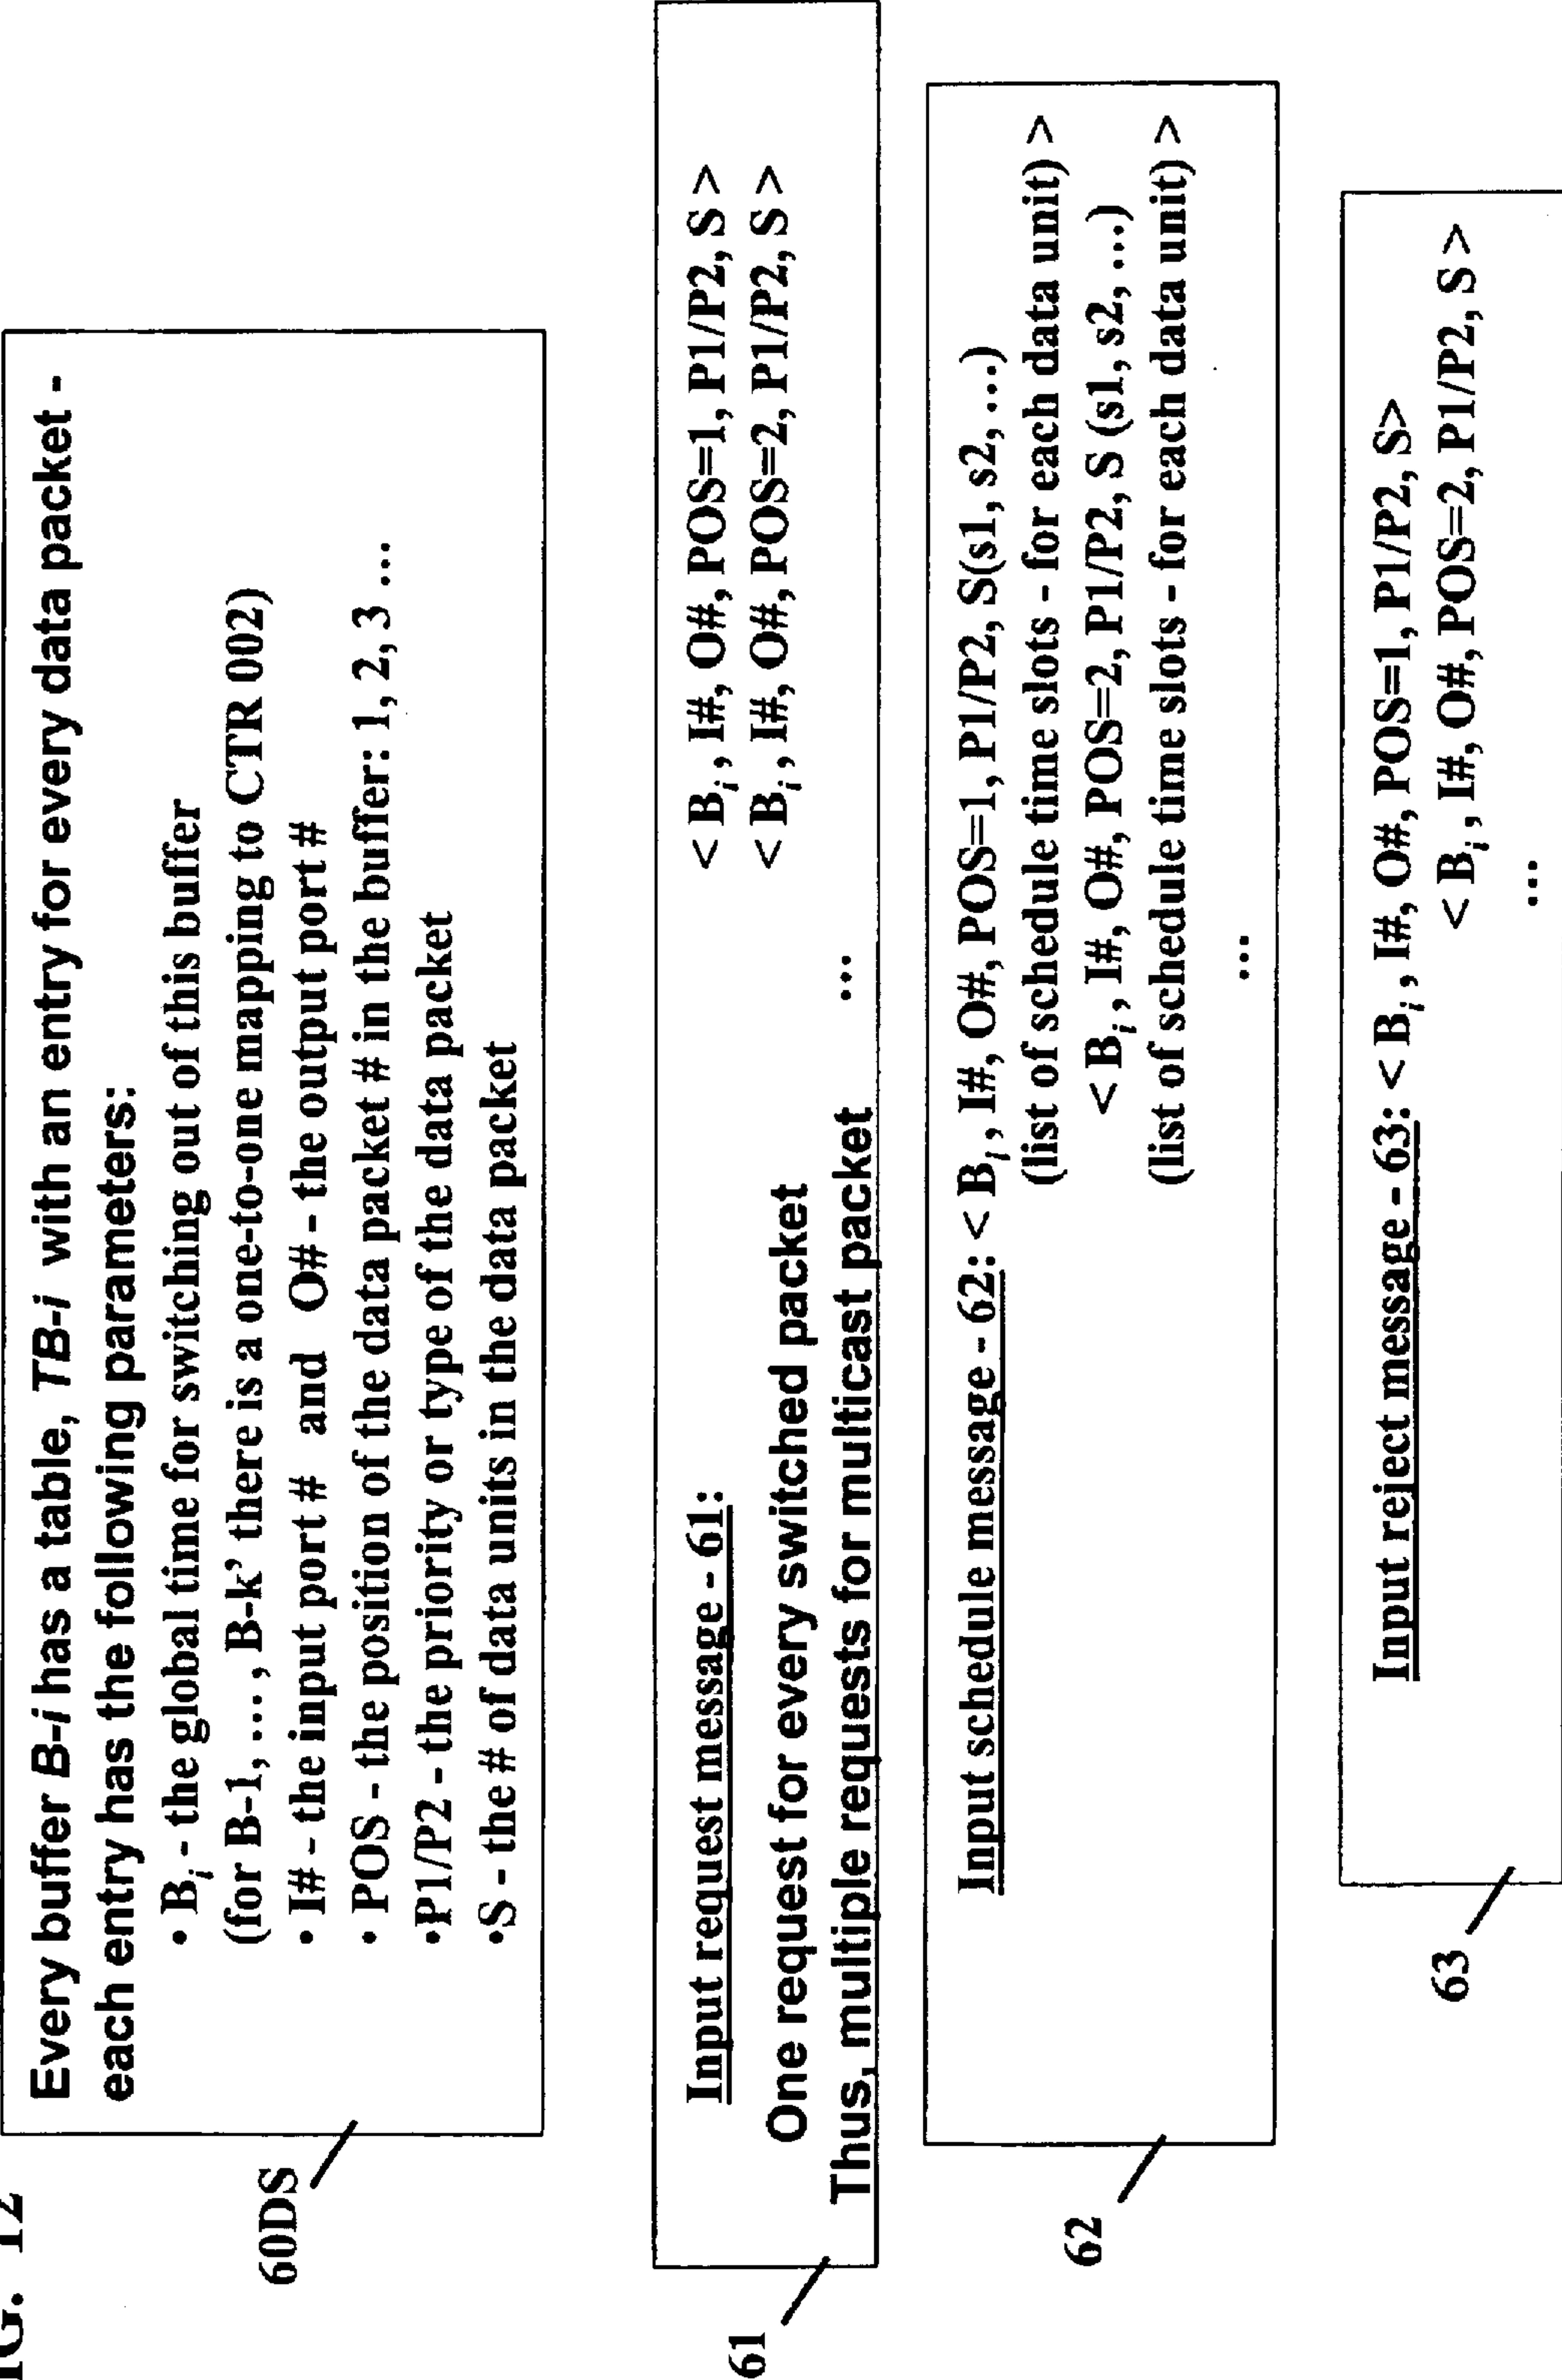 IG. 12
Every buffer B-i has a table, TB-i with an entry for every data packet -
each entry has the following parameters:
• Bi - the global time for switching out of this buffer
(for B-1, ..., B-k' there is a one-to-one mapping to CTR 002)
• I# - the input port # and O# - the output port #
• POS - the position of the data packet # in the buffer: 1, 2, 3 ...
•P1/P2 - the priority or type of the data packet
•S - the # of data units in the data packet
60DS
Input request message - 61: < Bi , I#, O#, POS=1, P1/P2, S >
One request for every switched packet < Bi , I#, O#, POS=2, P1/P2, S >
Thus, multiple requests for multicast packet ...
61
Input schedule message - 62: < Bi , I#, O#, POS=1, P1/P2, S(s1, s2, ...)
(list of schedule time slots - for each data unit) >
< Bi , I#, O#, POS=2, P1/P2, S (s1, s2, ...)
(list of schedule time slots - for each data unit) >
...
62
Input reject message - 63: < Bi , I#, O#, POS=1, P1/P2, S>
< Bi , I#, O#, POS=2, P1/P2, S >
...
63